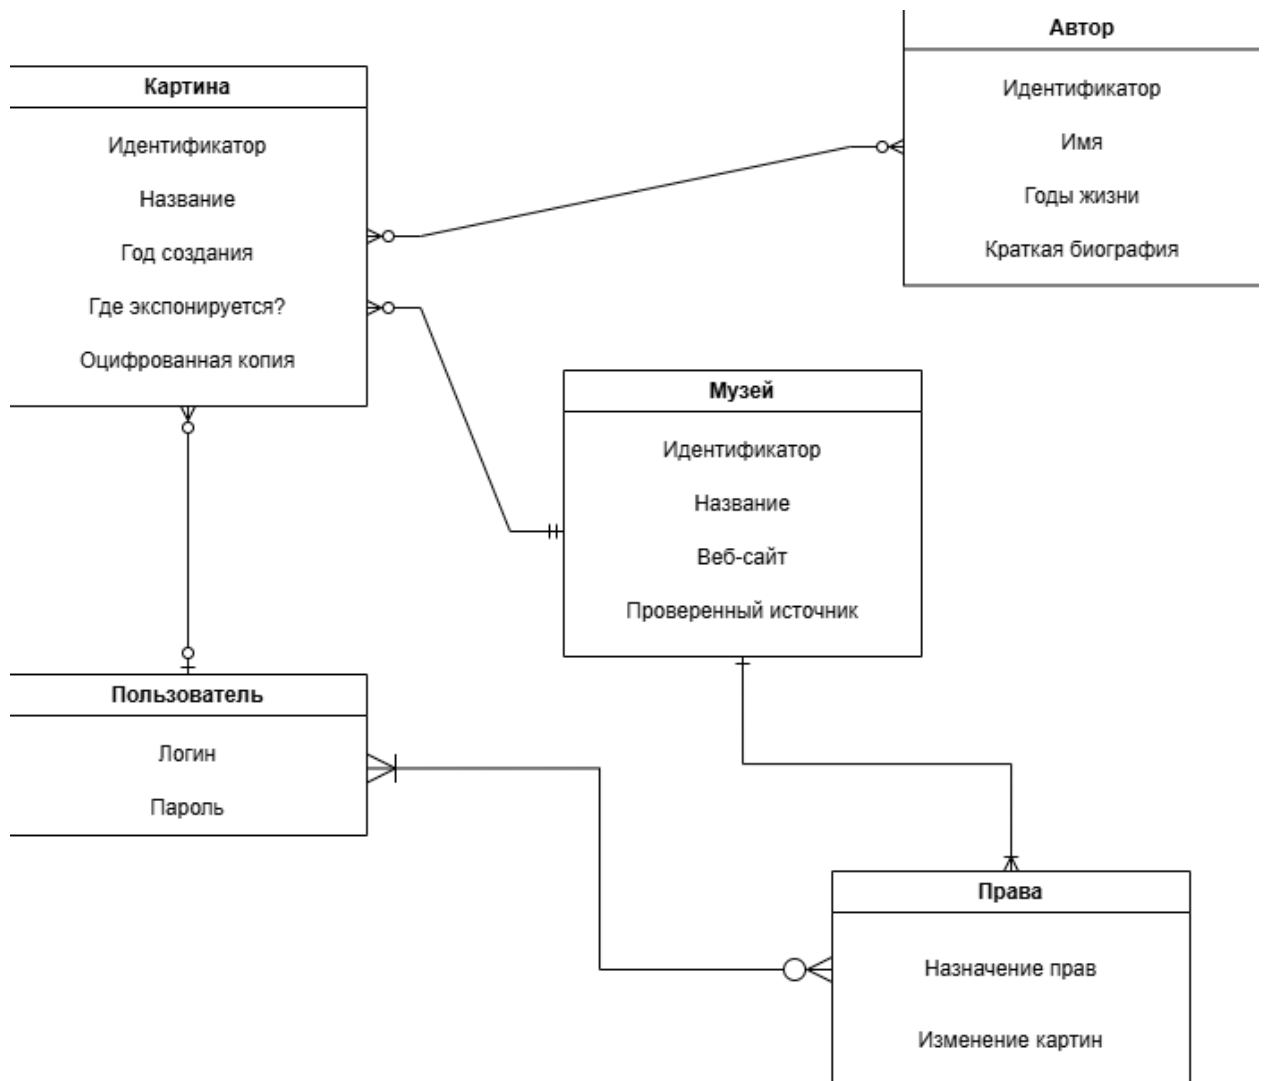 Автор
Идентификатор
Имя
Годы жизни
Краткая биография
Картина
Идентификатор
Название
Год создания
Где экспонируется?
Оцифрованная копия
Музей
Идентификатор
Название
Веб-сайт
Проверенный источник
Пользователь
Логин
Пароль
Права
Назначение прав
Изменение картин